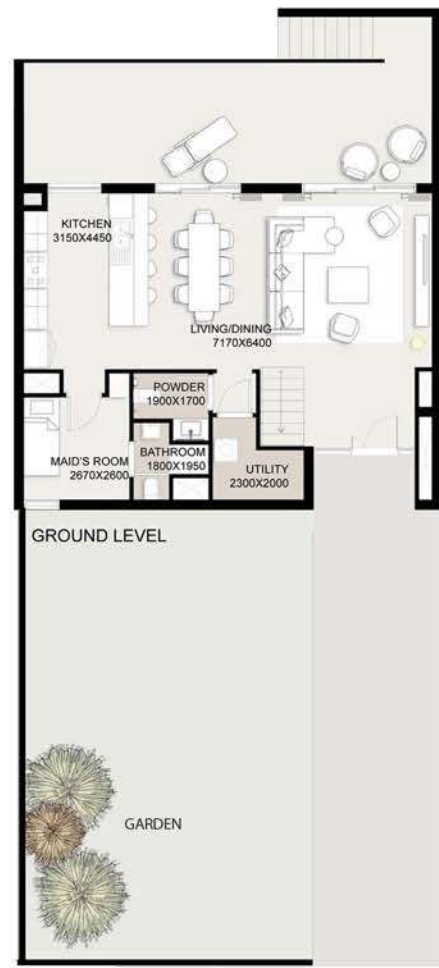 KITCHEN
3150X4450
LIVING/DINING
7170X6400
POWDER
1900X1700
MAID'S ROOM
2670X2600
BATHROOM
1800X1950
UTILITY
2300X2000
GROUND LEVEL
GARDEN